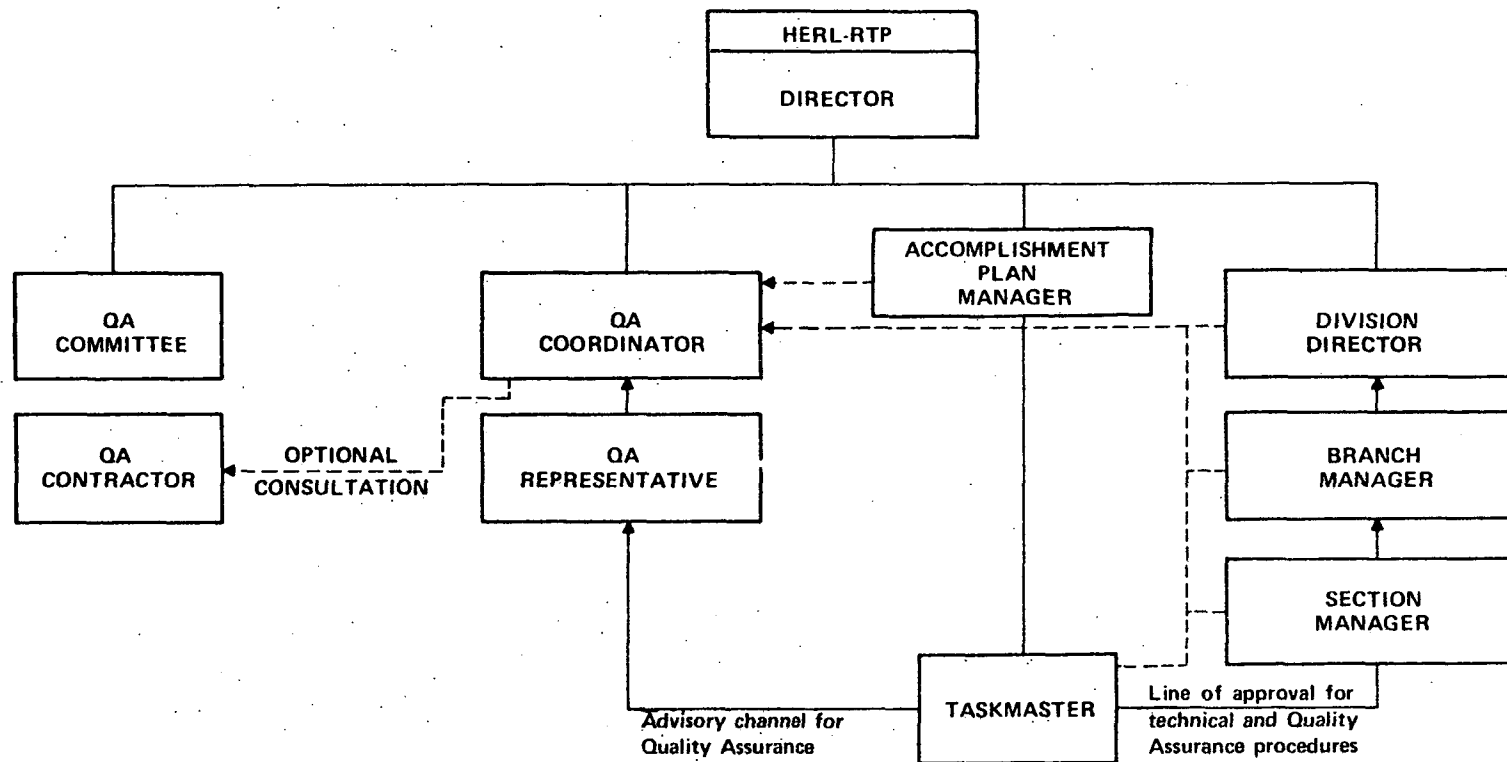 HERL-RTP
DIRECTOR
ACCOMPLISHMENT
PLAN
MANAGER
QA
COMMITTEE
QA
COORDINATOR
DIVISION
DIRECTOR
QA
CONTRACTOR
OPTIONAL
CONSULTATION
QA
REPRESENTATIVE
BRANCH
MANAGER
SECTION
MANAGER
TASKMASTER
Advisory channel for
Quality Assurance
Line of approval for
technical and Quality
Assurance procedures